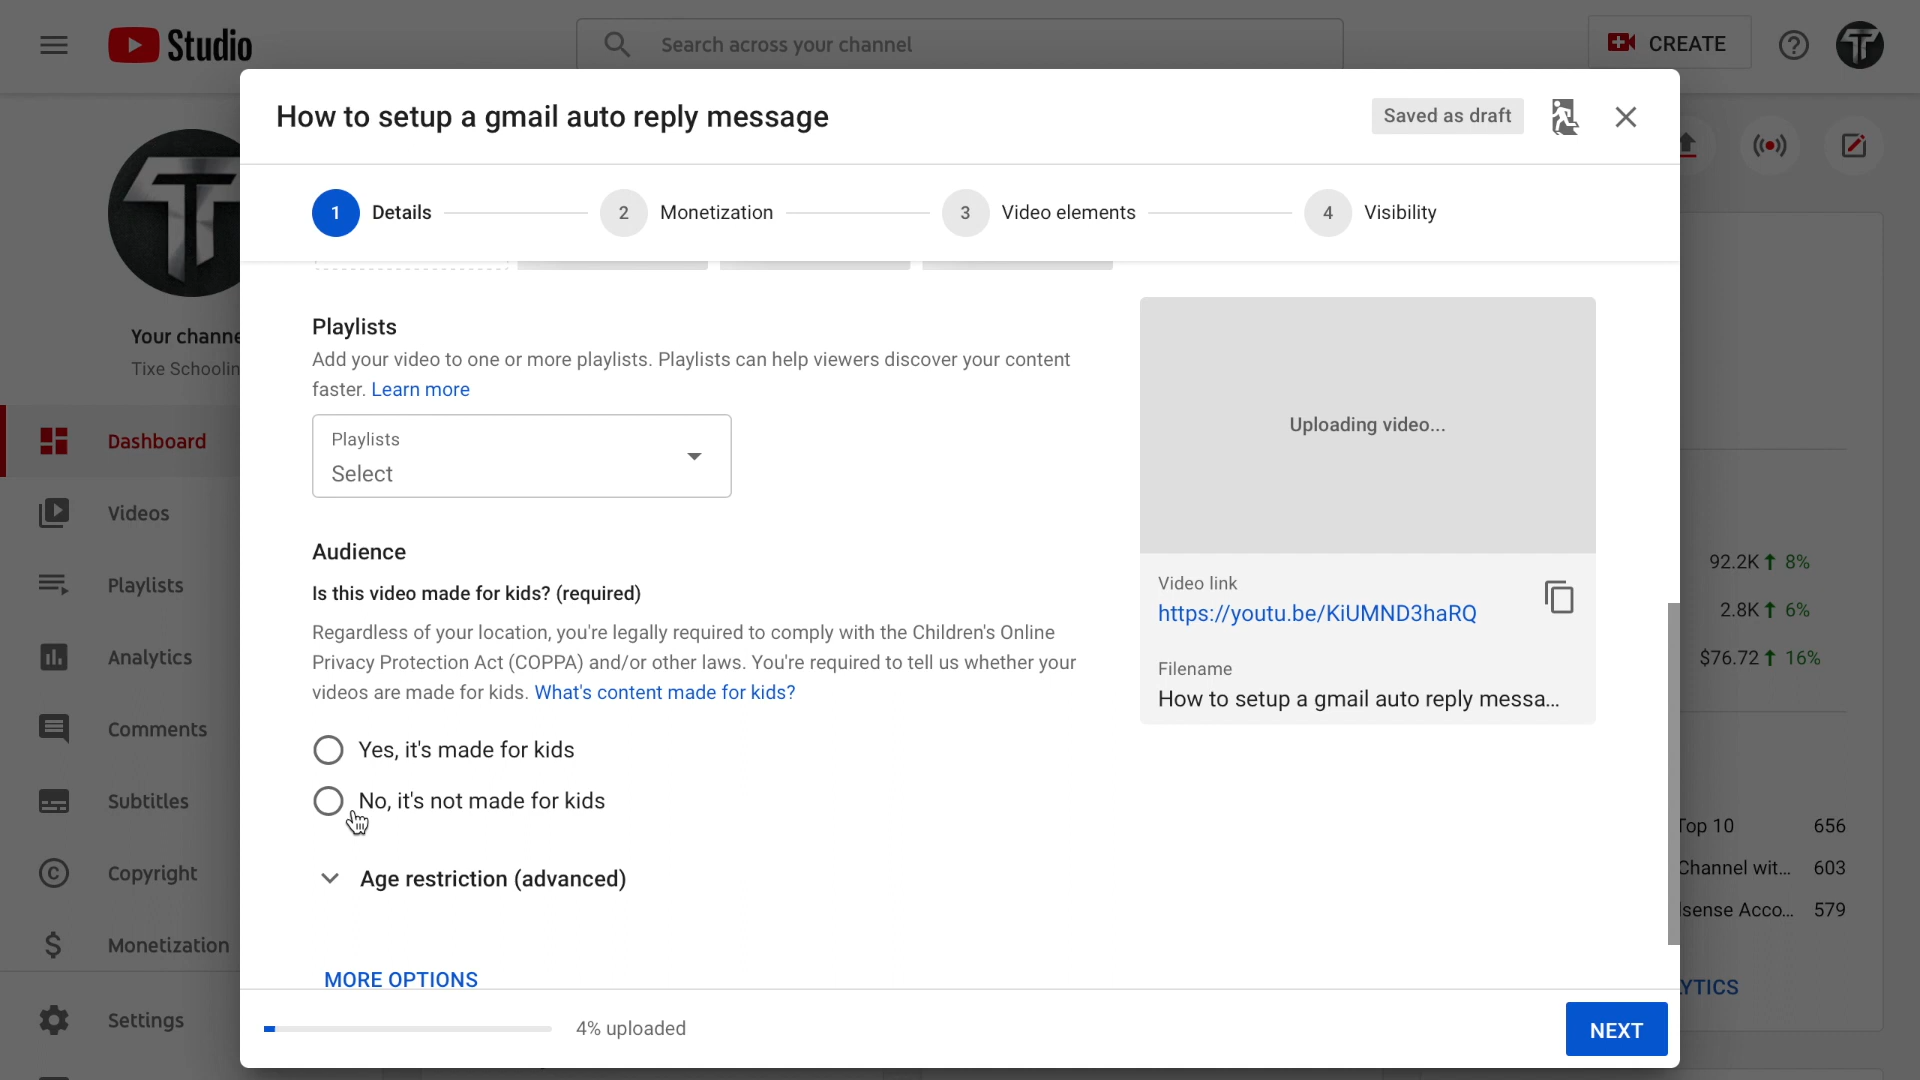 Studio
Search across your channel
CREATE
How to setup a gmail auto reply message
Saved as draft
1 Details
2 Monetization
3 Video elements
4 Visibility
Your channe
Tixe Schoolin
Dashboard
Videos
Playlists
Analytics
Comments
Subtitles
Copyright
Monetization
Settings
Playlists
Add your video to one or more playlists. Playlists can help viewers discover your content
faster. Learn more
Playlists
Select
Audience
Is this video made for kids? (required)
Regardless of your location, you're legally required to comply with the Children's Online
Privacy Protection Act (COPPA) and/or other laws. You're required to tell us whether your
videos are made for kids. What's content made for kids?
Yes, it's made for kids
No, it's not made for kids
Age restriction (advanced)
MORE OPTIONS
Uploading video...
Video link
https://youtu.be/KiUMND3haRQ
Filename
How to setup a gmail auto reply messa...
92.2K 8%
2.8K 6%
$76.72 16%
Top 10 656
Channel wit... 603
lsense Acco... 579
YTICS
4% uploaded
NEXT